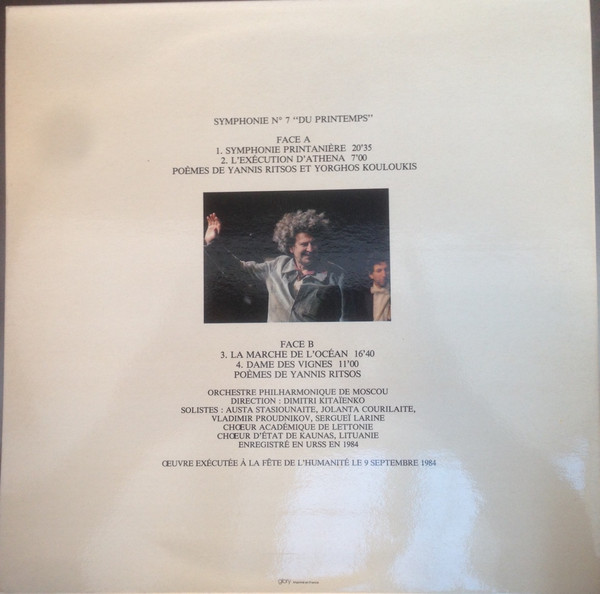 SYMPHONIE N° 7 "DU PRINTEMPS"
FACE A
1. SYMPHONIE PRINTANIÈRE 20'35
2. L'EXÉCUTION D'ATHENA 7'00
POÈMES DE YANNIS RITSOS ET YORGHOS KOULOUKIS
FACE B
3. LA MARCHE DE L'OCÉAN 16'40
4. DAME DES VIGNES 11'00
POÈMES DE YANNIS RITSOS
ORCHESTRE PHILHARMONIQUE DE MOSCOU
DIRECTION : DIMITRI KITAÏENKO
SOLISTES : AUSTA STASIOUNAITE, JOLANTA COURILAITE,
VLADIMIR PROUDNIKOV, SERGUEÏ LARINE
CHŒUR ACADÉMIQUE DE LETTONIE
CHŒUR D'ÉTAT DE KAUNAS, LITUANIE
ENREGISTRÉ EN URSS EN 1984
ŒUVRE EXÉCUTÉE À LA FÊTE DE L'HUMANITÉ LE 9 SEPTEMBRE 1984
glory